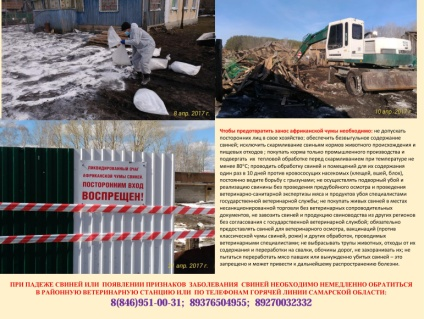 8 апр. 2017 г.
10 апр. 2017 г.
ЛИКВИДИРОВАННЫЙ ОЧАГ
АФРИКАНСКОЙ ЧУМЫ СВИНЕЙ
ПОСТОРОННИМ ВХОД
ВОСПРЕЩЕН!
апр. 2017 г.
Чтобы предотвратить занос африканской чумы необходимо: не допускать
посторонних лиц в свое хозяйство; обеспечить безвыгульное содержание
свиней; исключить скармливание свиньям кормов животного происхождения и
пищевых отходов ; покупать корма только промышленного производства и
подвергать их тепловой обработке перед скармливанием при температуре не
менее 80°С; проводить обработку свиней и помещений для их содержания
один раз в 10 дней против кровососущих насекомых (клещей, вшей, блох),
постоянно ведите борьбу с грызунами; не осуществлять подворный убой и
реализацию свинины без проведения предубойного осмотра и проведения
ветеринарно-санитарной экспертизы мяса и продуктов убоя специалистами
государственной ветеринарной службы; не покупать живых свиней в местах
несанкционированной торговли без ветеринарных сопроводительных
документов, не завозить свиней и продукцию свиноводства из других регионов
без согласования с государственной ветеринарной службой; обязательно
предоставлять свиней для ветеринарного осмотра, вакцинаций (против
классической чумы свиней, рожи) и других обработок, проводимых
ветеринарными специалистами; не выбрасывать трупы животных, отходы от их
содержания и переработки на свалки, обочины дорог, не захоранивать их; не
пытаться переработать мясо павших или вынужденно убитых свиней – это
запрещено и может привести к дальнейшему распространению болезни.
ПРИ ПАДЕЖЕ СВИНЕЙ ИЛИ ПОЯВЛЕНИИ ПРИЗНАКОВ ЗАБОЛЕВАНИЯ СВИНЕЙ НЕОБХОДИМО НЕМЕДЛЕННО ОБРАТИТЬСЯ
В РАЙОННУЮ ВЕТЕРИНАРНУЮ СТАНЦИЮ ИЛИ ПО ТЕЛЕФОНАМ ГОРЯЧЕЙ ЛИНИИ САМАРСКОЙ ОБЛАСТИ:
8(846)951-00-31; 89376504955; 89270032332